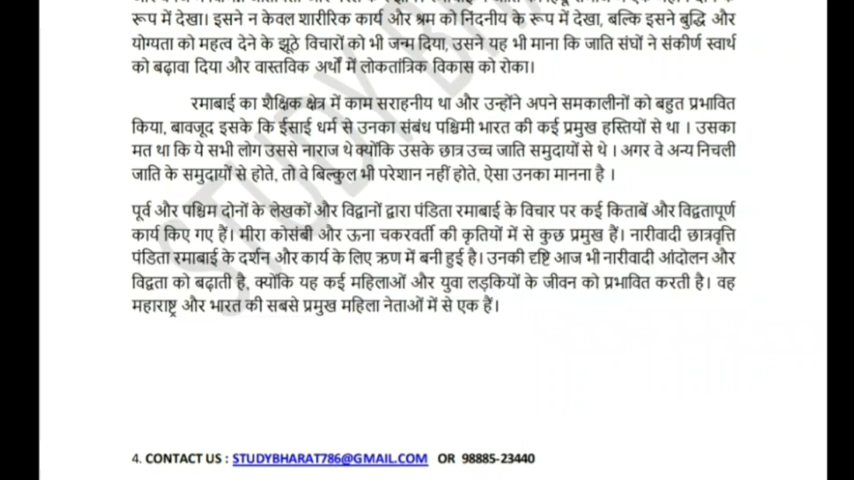 रूप में देखा। इसने न केवल शारीरिक कार्य और श्रम को निंदनीय के रूप में देखा, बल्कि इसने बुद्धि और
योग्यता को महत्व देने के झूठे विचारों को भी जन्म दिया, उसने यह भी माना कि जाति संघों ने संकीर्ण स्वार्थ
को बढ़ावा दिया और वास्तविक अर्थों में लोकतांत्रिक विकास को रोका।
रमाबाई का शैक्षिक क्षेत्र में काम सराहनीय था और उन्होंने अपने समकालीनों को बहुत प्रभावित
किया, बावजूद इसके कि ईसाई धर्म से उनका संबंध पश्चिमी भारत की कई प्रमुख हस्तियों से था । उसका
मत था कि ये सभी लोग उससे नाराज थे क्योंकि उसके छात्र उच्च जाति समुदायों से थे । अगर वे अन्य निचली
जाति के समुदायों से होते, तो वे बिल्कुल भी परेशान नहीं होते, ऐसा उनका मानना है ।
पूर्व और पश्चिम दोनों के लेखकों और विद्वानों द्वारा पंडिता रमाबाई के विचार पर कई किताबें और विद्वतापूर्ण
कार्य किए गए हैं। मीरा कोसंबी और ऊना चकरवर्ती की कृतियों में से कुछ प्रमुख हैं। नारीवादी छात्रवृत्ति
पंडिता रमाबाई के दर्शन और कार्य के लिए ऋण में बनी हुई है। उनकी दृष्टि आज भी नारीवादी आंदोलन और
विद्वता को बढ़ाती है, क्योंकि यह कई महिलाओं और युवा लड़कियों के जीवन को प्रभावित करती है। वह
महाराष्ट्र और भारत की सबसे प्रमुख महिला नेताओं में से एक हैं।
STUDY BHA
4. CONTACT US : STUDYBHARAT786@GMAIL.COM OR 98885-23440